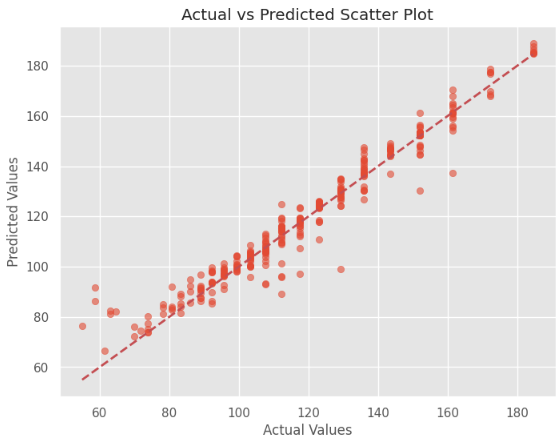 Actual vs Predicted Scatter Plot
180
160
140
120
100
80
60
Predicted Values
60 80 100 120 140 160 180
Actual Values